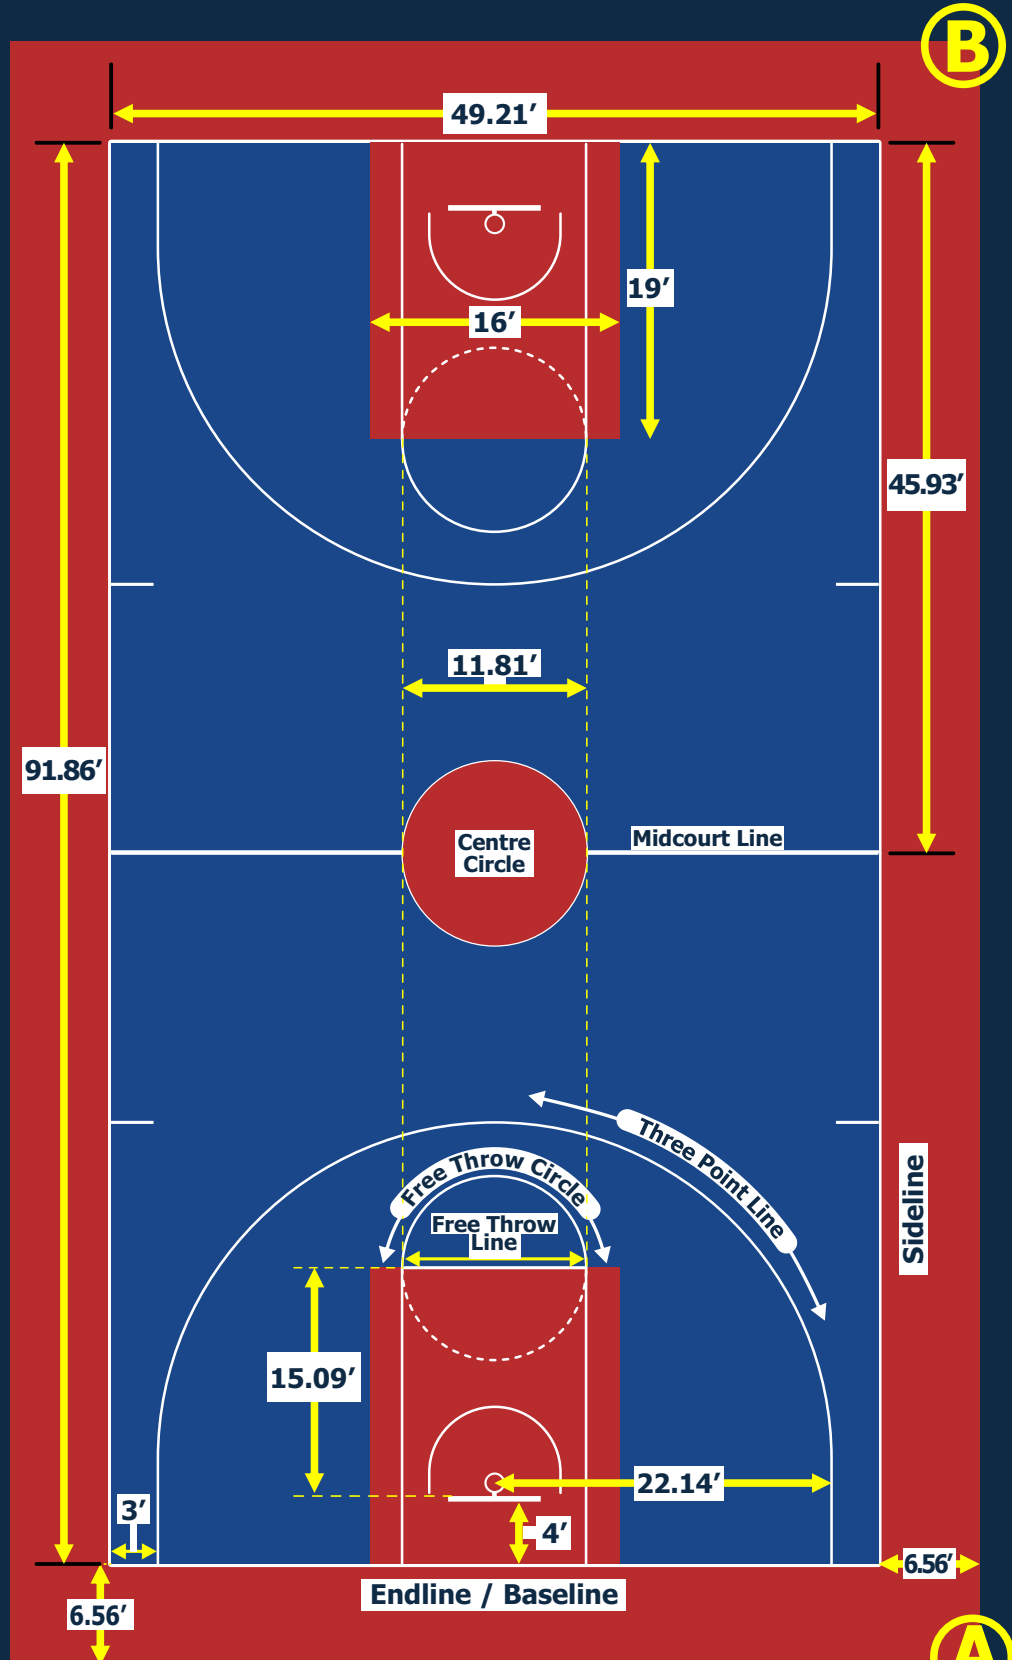 B
49.21’
19’
16’
45.93’
11.81’
91.86’
Centre
Circle
Midcourt Line
Three Point Line
Free Throw Circle
Sideline
Free Throw
Line
15.09’
22.14’
3’
4’
6.56’
Endline / Baseline
6.56’
A